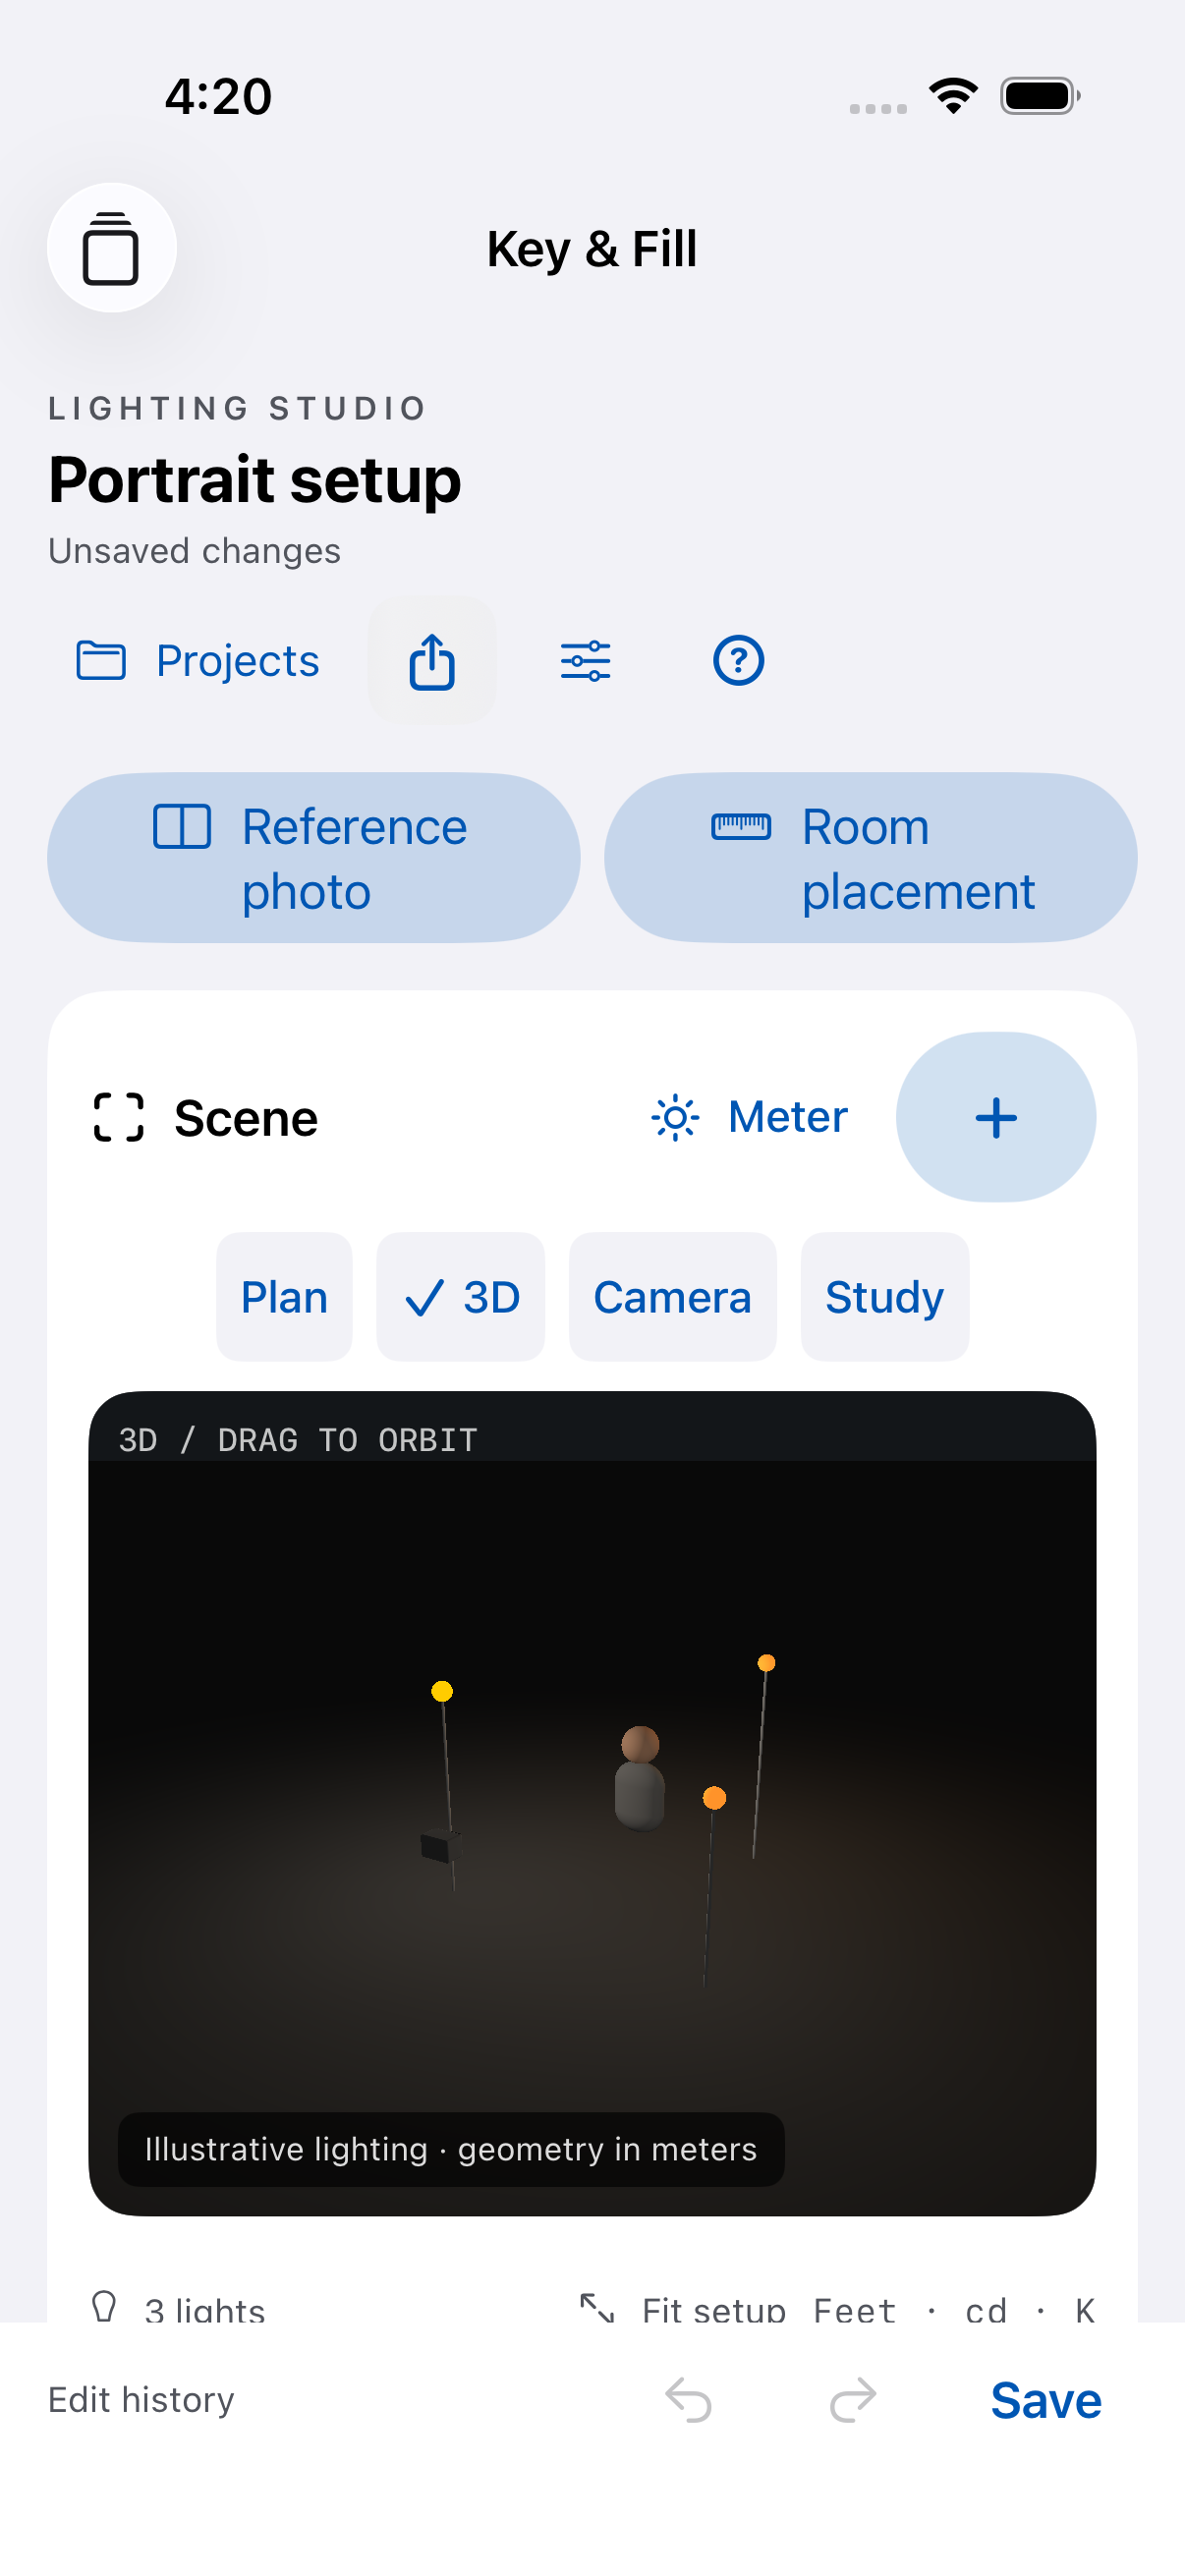 4:20
Key & Fill
LIGHTING STUDIO
Portrait setup
Unsaved changes
Projects
Reference
photo
Room
placement
Scene
Meter
Plan
3D
Camera
Study
3D / DRAG TO ORBIT
Illustrative lighting · geometry in meters
3 lights
Fit setup Feet · cd · K
Edit history
Save